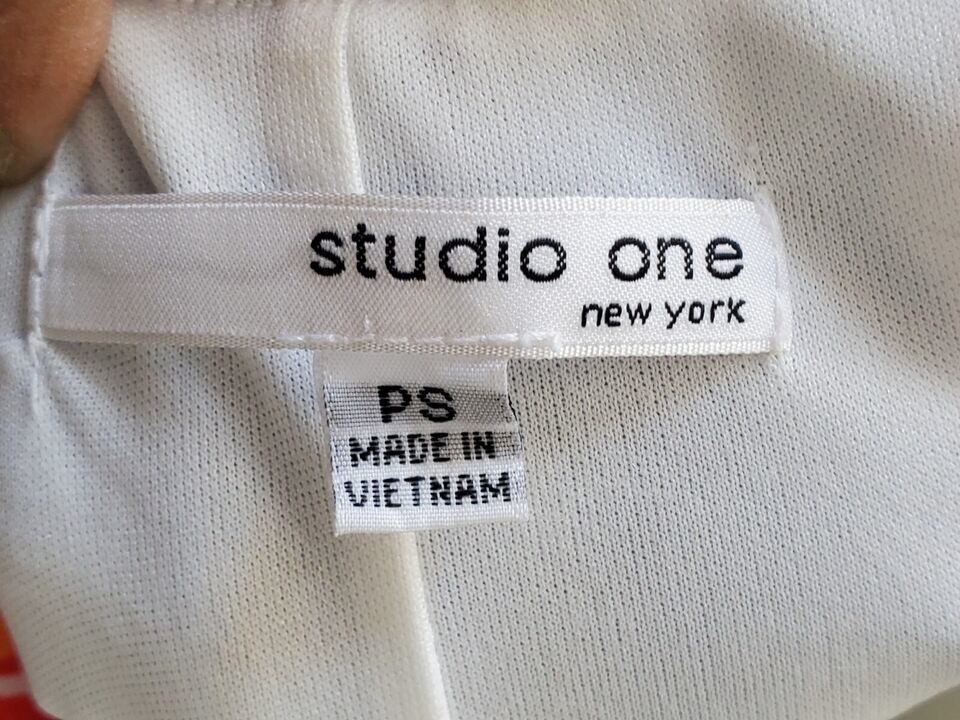 studio one
new york
PS
MADE IN
VIETNAM